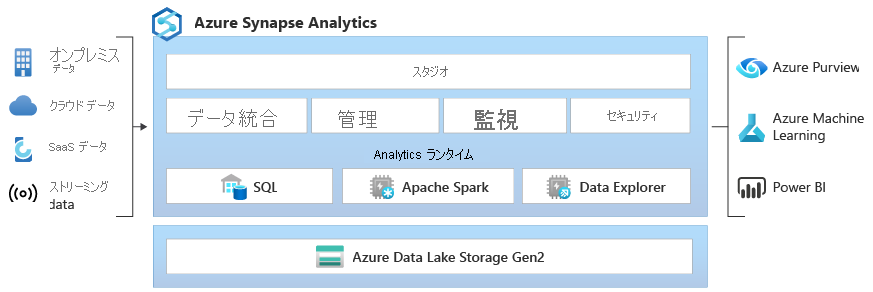 Azure Synapse Analytics
オンプレミス
データ
クラウド データ
SaaS データ
ストリーミング
data
スタジオ
データ統合
管理
監視
セキュリティ
Analytics ランタイム
SQL
Apache Spark
Data Explorer
Azure Data Lake Storage Gen2
Azure Purview
Azure Machine
Learning
Power BI